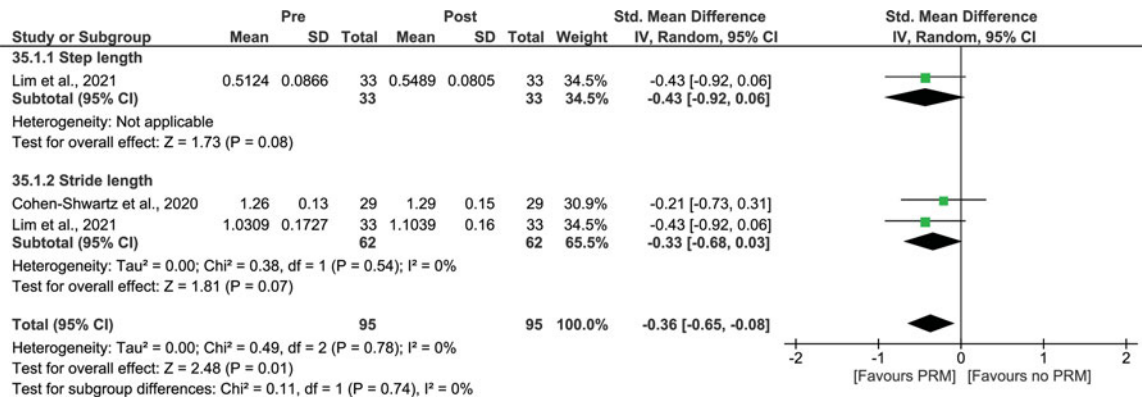 Pre Post Std. Mean Difference Std. Mean Difference
Study or Subgroup Mean SD Total Mean SD Total Weight IV, Random, 95% CI IV, Random, 95% CI
35.1.1 Step length
Lim et al., 2021 0.5124 0.0866 33 0.5489 0.0805 33 34.5% -0.43 [-0.92, 0.06]
Subtotal (95% CI) 33 33 34.5% -0.43 [-0.92, 0.06]
Heterogeneity: Not applicable
Test for overall effect: Z = 1.73 (P = 0.08)
35.1.2 Stride length
Cohen-Shwartz et al., 2020 1.26 0.13 29 1.29 0.15 29 30.9% -0.21 [-0.73, 0.31]
Lim et al., 2021 1.0309 0.1727 33 1.1039 0.16 33 34.5% -0.43 [-0.92, 0.06]
Subtotal (95% CI) 62 62 65.5% -0.33 [-0.68, 0.03]
Heterogeneity: Tau² = 0.00; Chi² = 0.38, df = 1 (P = 0.54); I² = 0%
Test for overall effect: Z = 1.81 (P = 0.07)
Total (95% CI) 95 95 100.0% -0.36 [-0.65, -0.08]
Heterogeneity: Tau² = 0.00; Chi² = 0.49, df = 2 (P = 0.78); I² = 0%
Test for overall effect: Z = 2.48 (P = 0.01)
Test for subgroup differences: Chi² = 0.11, df = 1 (P = 0.74), I² = 0%
-2 -1 0 1 2
[Favours PRM] [Favours no PRM]